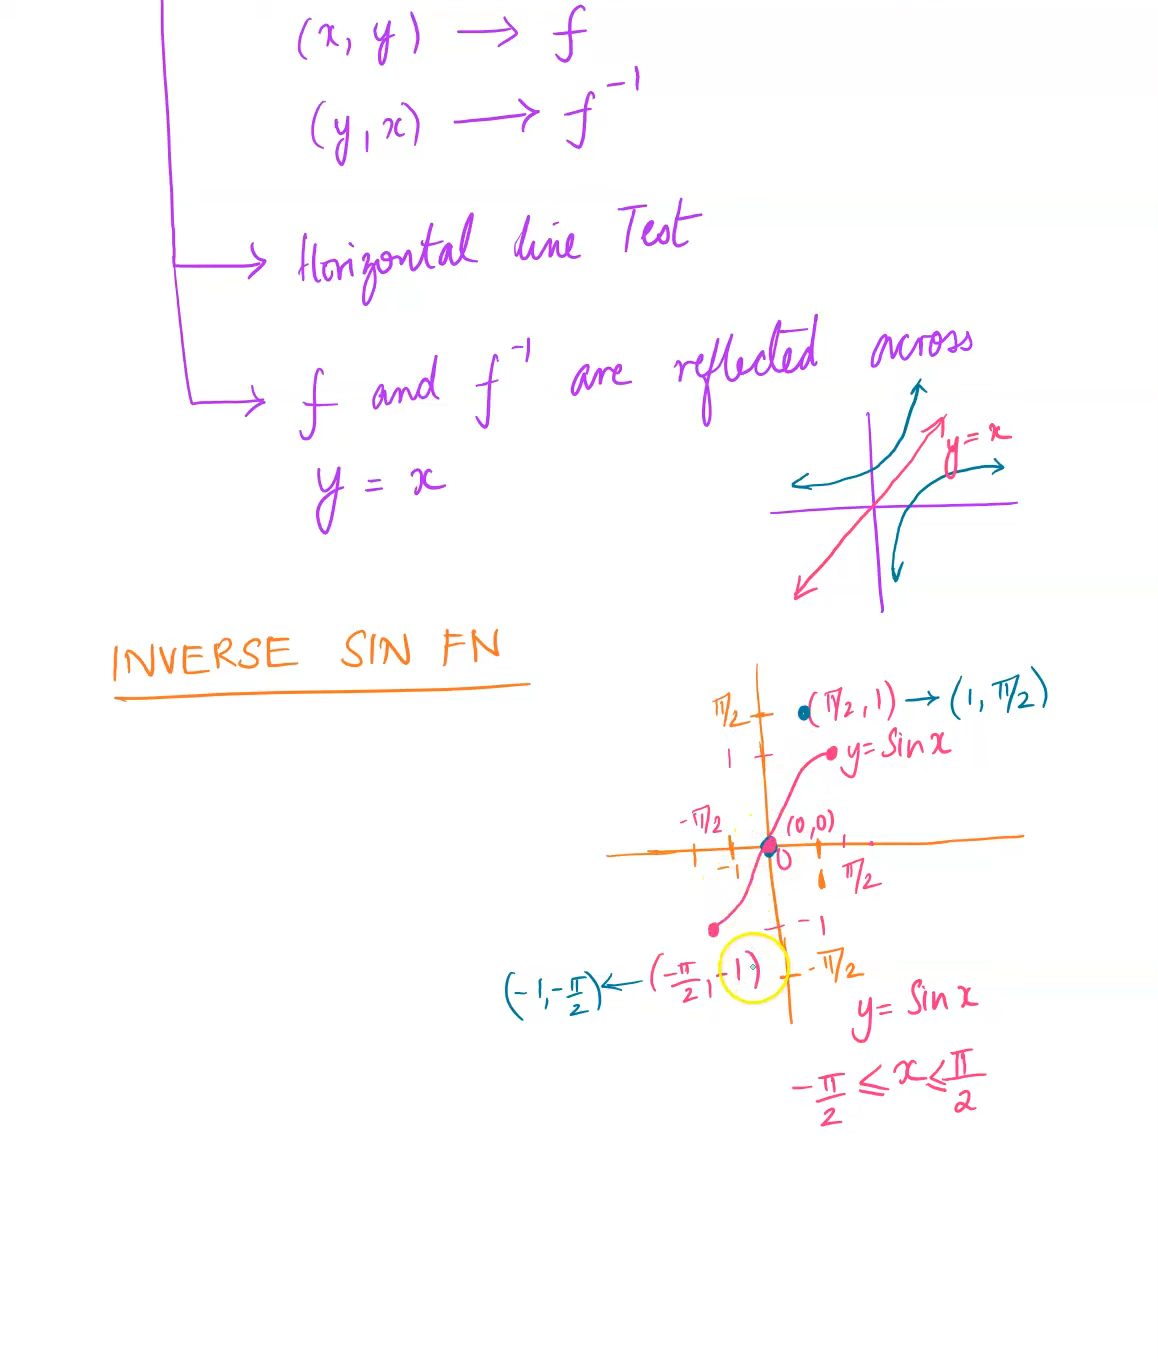 (x, y) → f
(y, x) → f⁻¹
→ Horizontal line Test
→ f and f⁻¹ are reflected across
y = x
y = x
INVERSE SIN FN
π/2
(π/2, 1) → (1, π/2)
1
y = Sin x
-π/2
(0,0)
-1
0
1
π/2
-1
-π/2
(-1, -π/2) ← (-π/2, -1)
y = Sin x
-π/2 ≤ x ≤ π/2